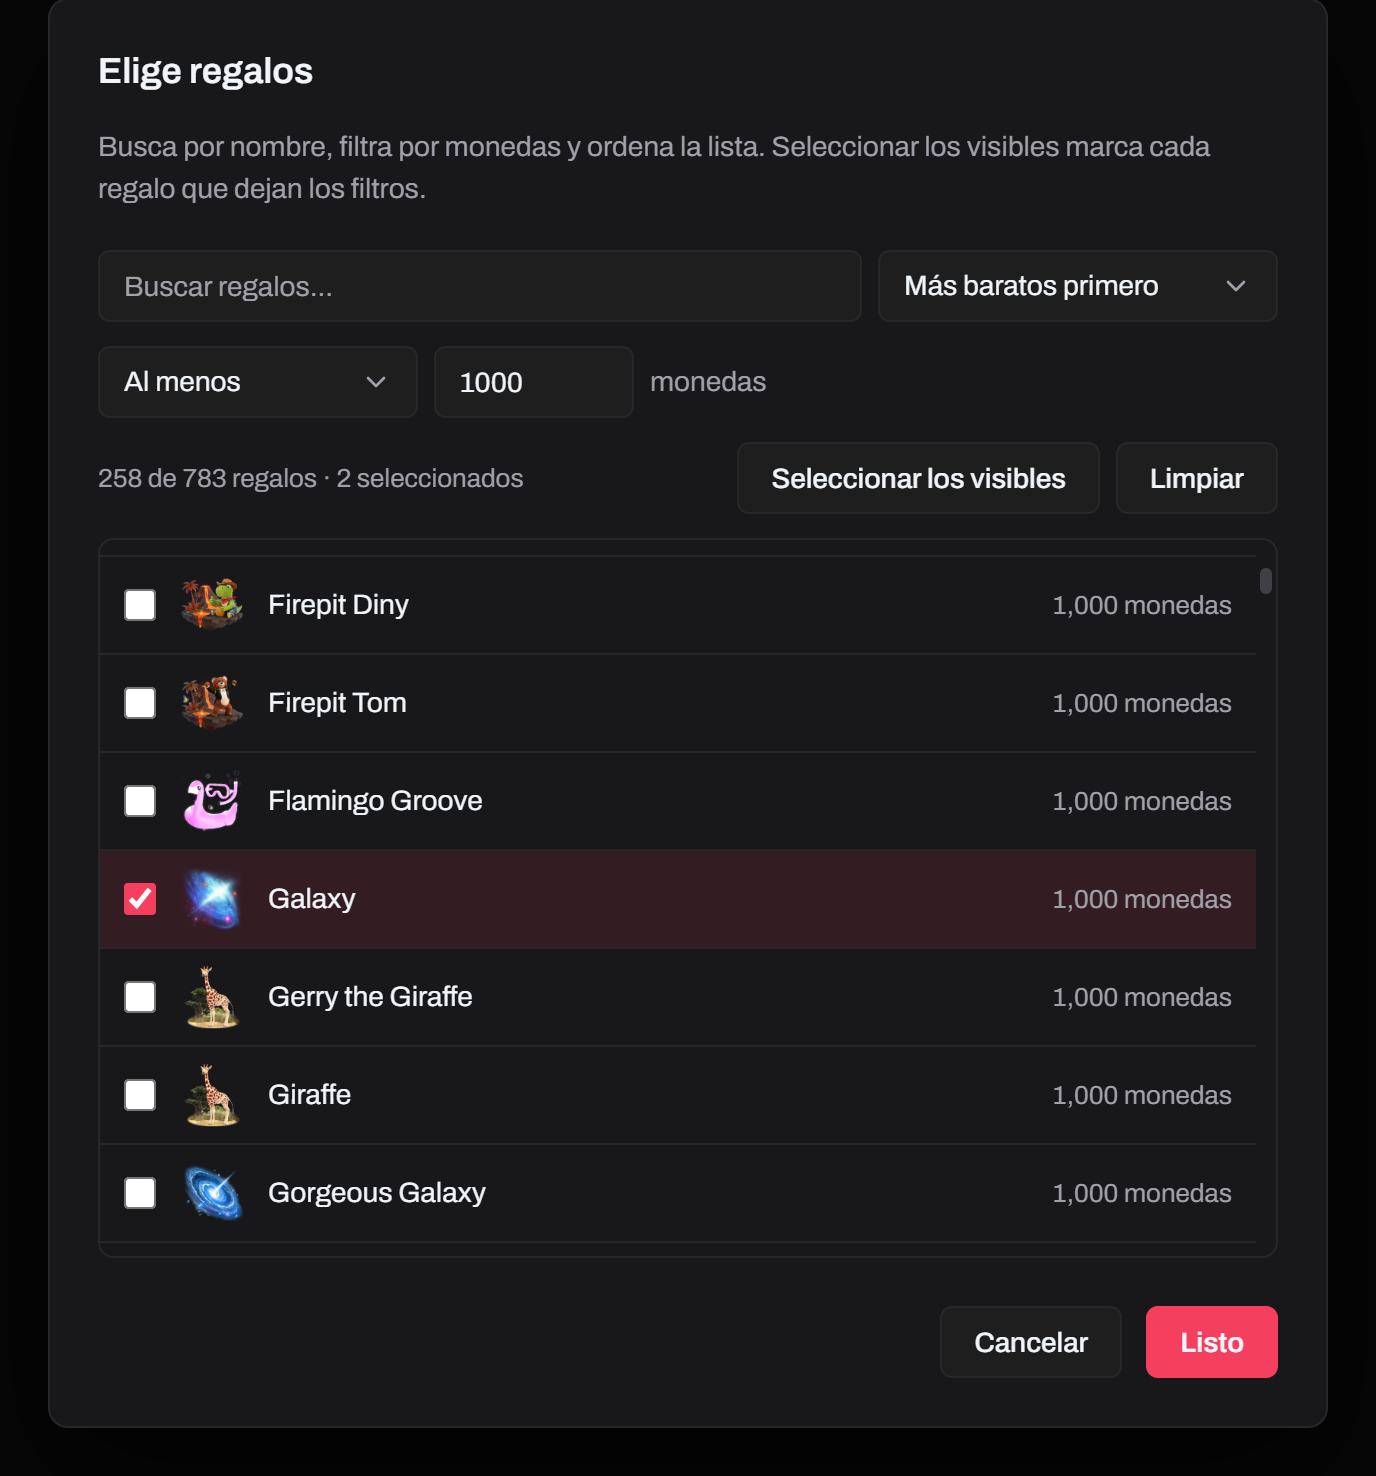 Elige regalos
Busca por nombre, filtra por monedas y ordena la lista. Seleccionar los visibles marca cada
regalo que dejan los filtros.
Buscar regalos...
Más baratos primero
Al menos
1000
monedas
258 de 783 regalos · 2 seleccionados
Seleccionar los visibles
Limpiar
Firepit Diny
1,000 monedas
Firepit Tom
1,000 monedas
Flamingo Groove
1,000 monedas
Galaxy
1,000 monedas
Gerry the Giraffe
1,000 monedas
Giraffe
1,000 monedas
Gorgeous Galaxy
1,000 monedas
Cancelar
Listo